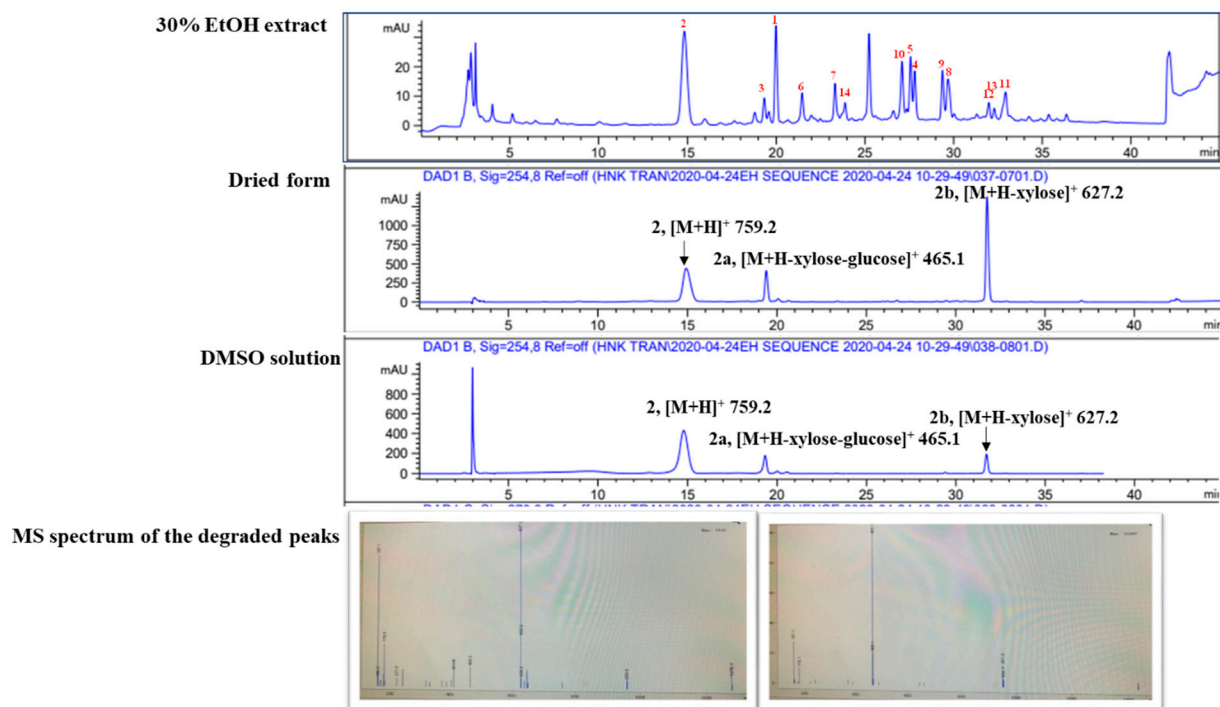 30% EtOH extract
mAU
20
10
0
2
3
1
6
7
14
10
5
4
9
8
13
12
11
5
10
15
20
25
30
35
40
min
Dried form
DAD1 B, Sig=254,8 Ref=off (HNK TRAN\2020-04-24EH SEQUENCE 2020-04-24 10-29-49\037-0701.D)
mAU
1000
750
500
250
0
2, [M+H]+ 759.2
2a, [M+H-xylose-glucose]+ 465.1
2b, [M+H-xylose]+ 627.2
5
10
15
20
25
30
35
40
min
DMSO solution
DAD1 B, Sig=254,8 Ref=off (HNK TRAN\2020-04-24EH SEQUENCE 2020-04-24 10-29-49\038-0801.D)
mAU
800
600
400
200
0
2, [M+H]+ 759.2
2a, [M+H-xylose-glucose]+ 465.1
2b, [M+H-xylose]+ 627.2
5
10
15
20
25
30
35
40
min
MS spectrum of the degraded peaks